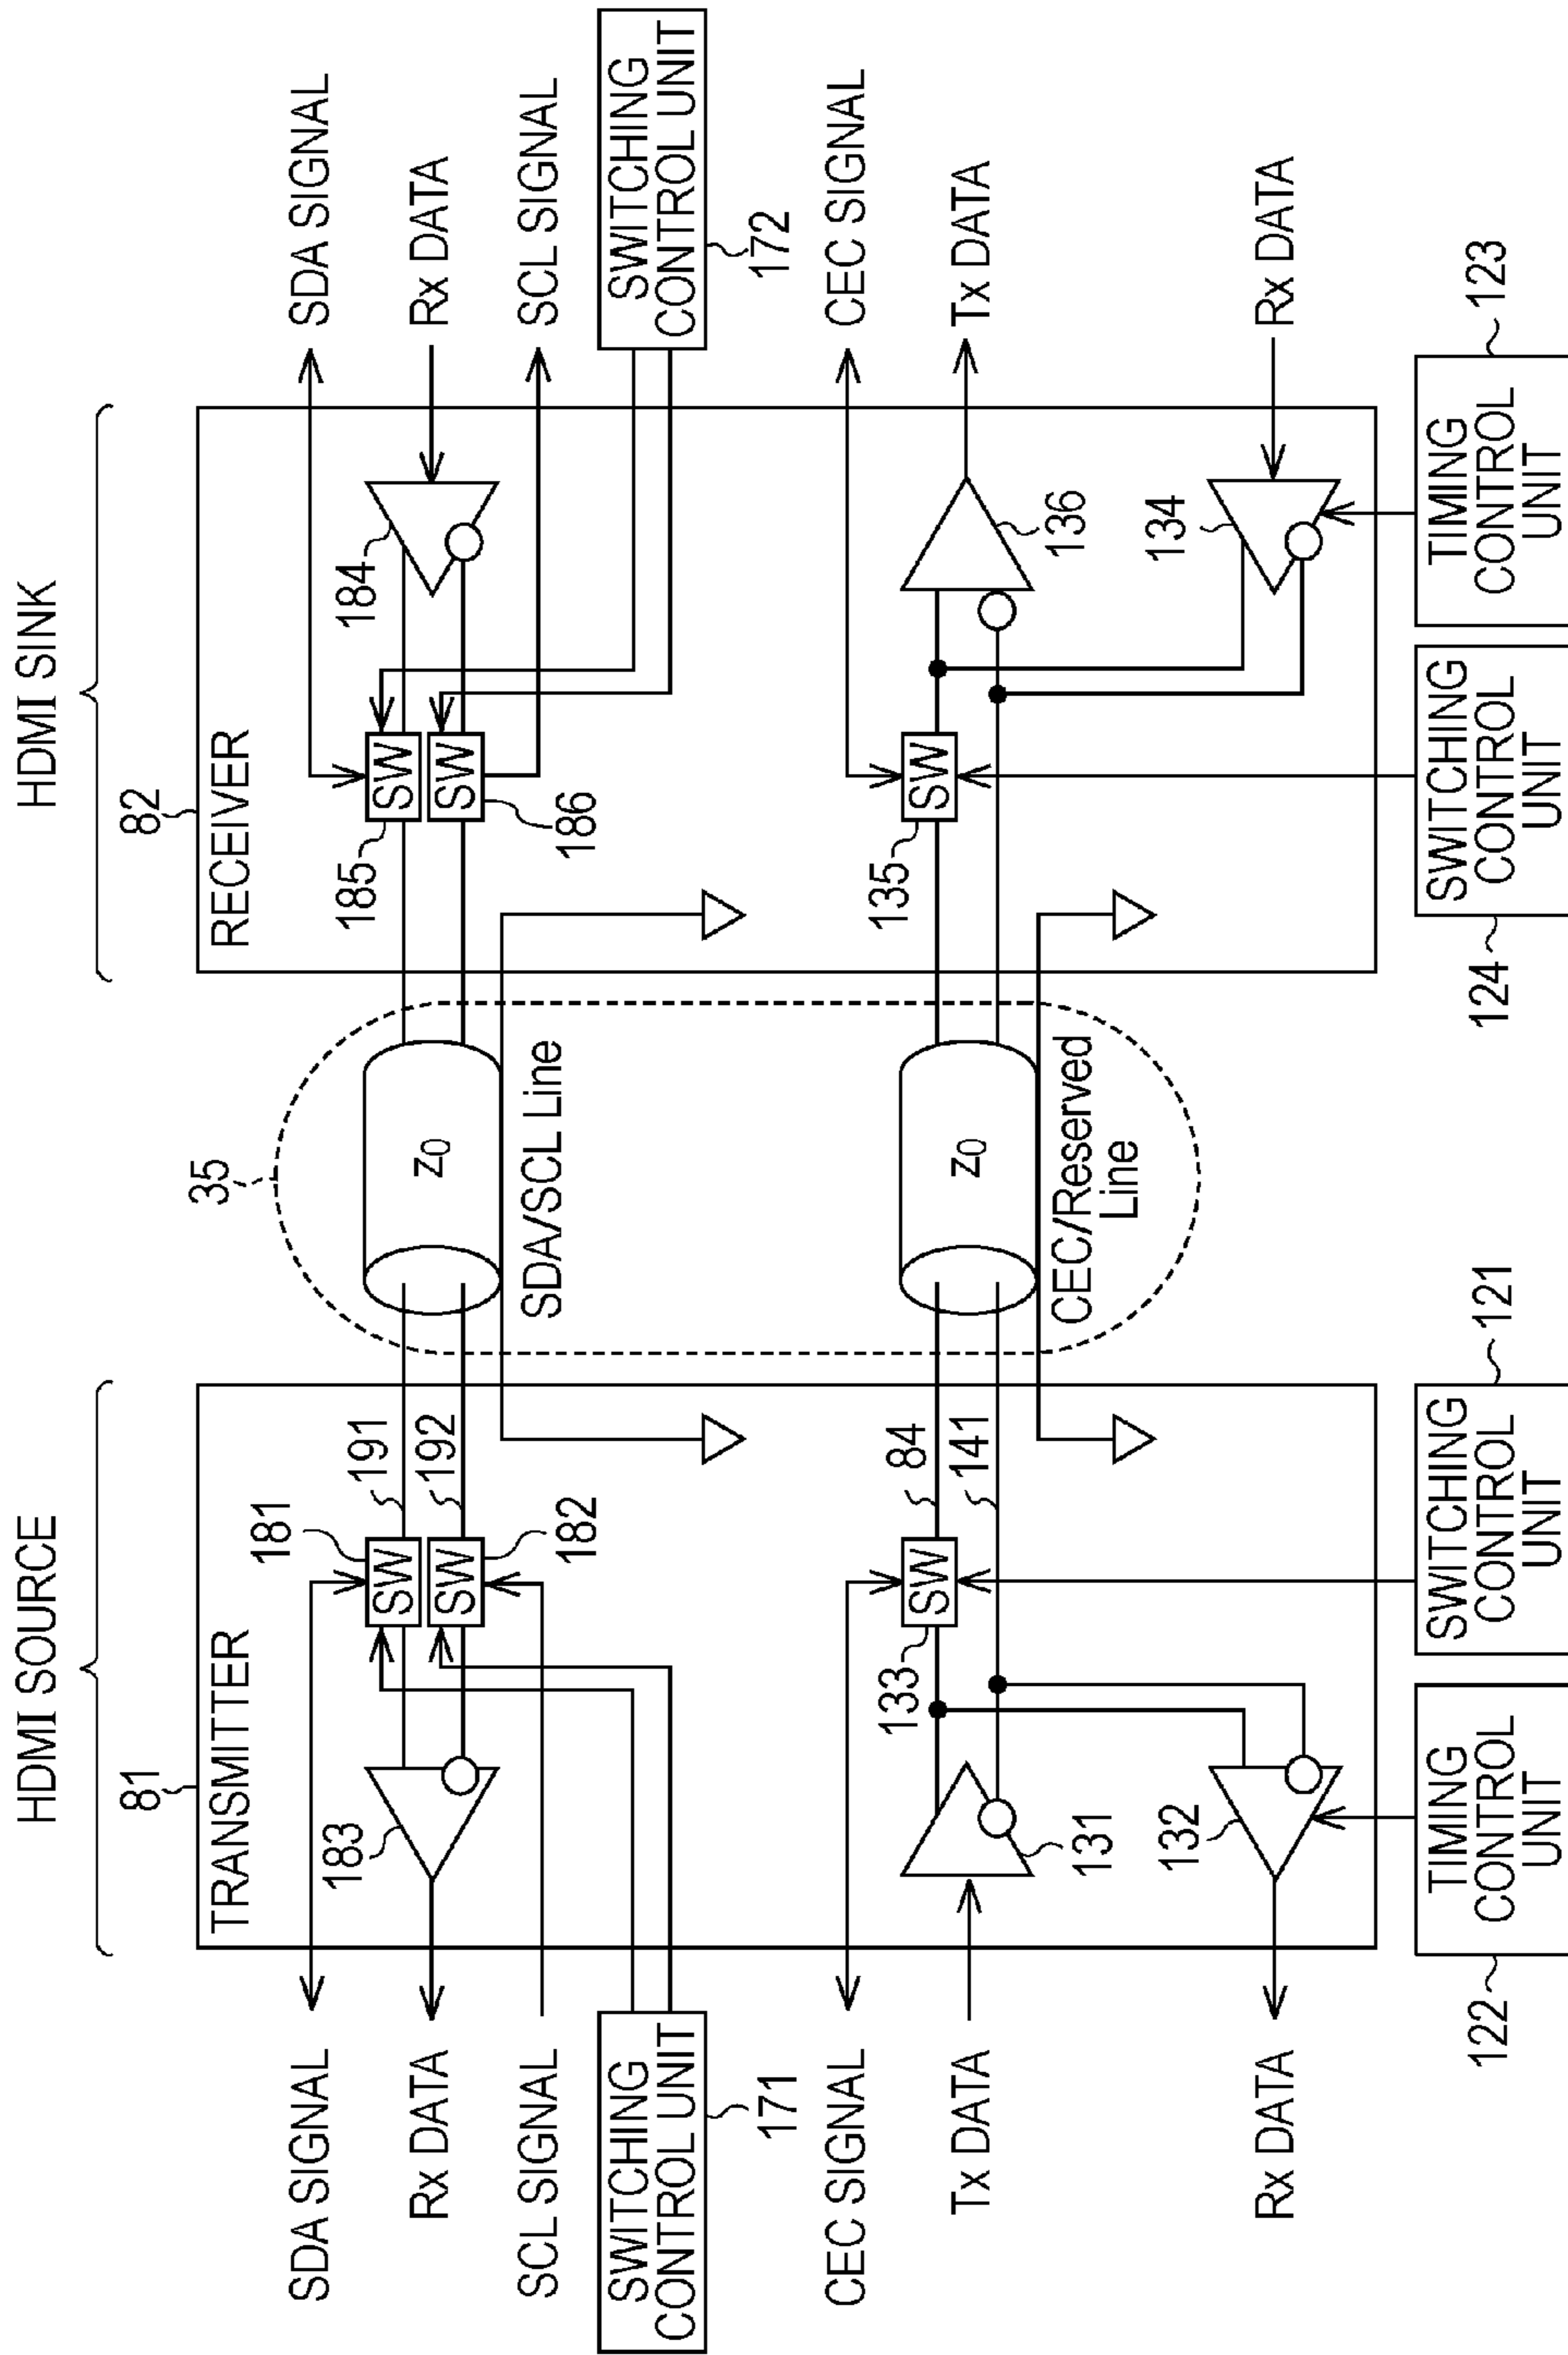 HDMI SOURCE
HDMI SINK
81
35
82
TRANSMITTER
RECEIVER
SDA SIGNAL
181
SDA SIGNAL
Rx DATA
183
SW
191
z0
185
SW
184
Rx DATA
SW
192
SW
SCL SIGNAL
182
SDA/SCL Line
186
SCL SIGNAL
SWITCHING
CONTROL UNIT
171
SWITCHING
CONTROL UNIT
172
CEC SIGNAL
133
SW
84
135
SW
CEC SIGNAL
Tx DATA
141
z0
Tx DATA
131
CEC/Reserved
Line
136
Rx DATA
132
134
Rx DATA
122
TIMING
CONTROL
UNIT
SWITCHING
CONTROL
UNIT
121
124
SWITCHING
CONTROL
UNIT
TIMING
CONTROL
UNIT
123